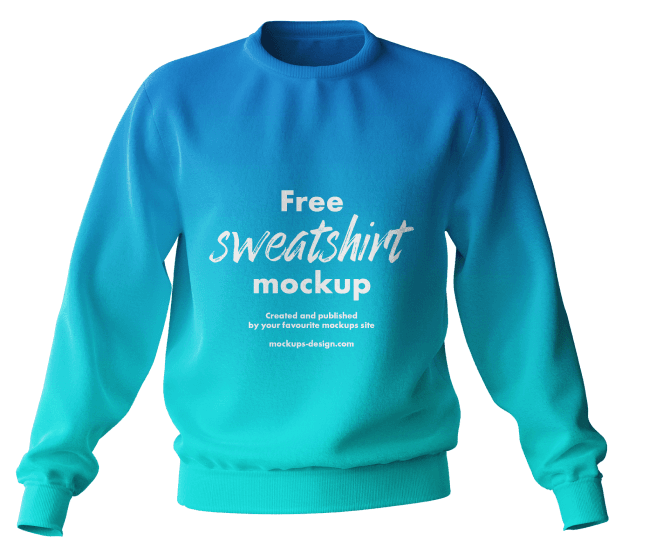 Free
sweatshirt
mockup
Created and published
by your favourite mockups site
mockups-design.com